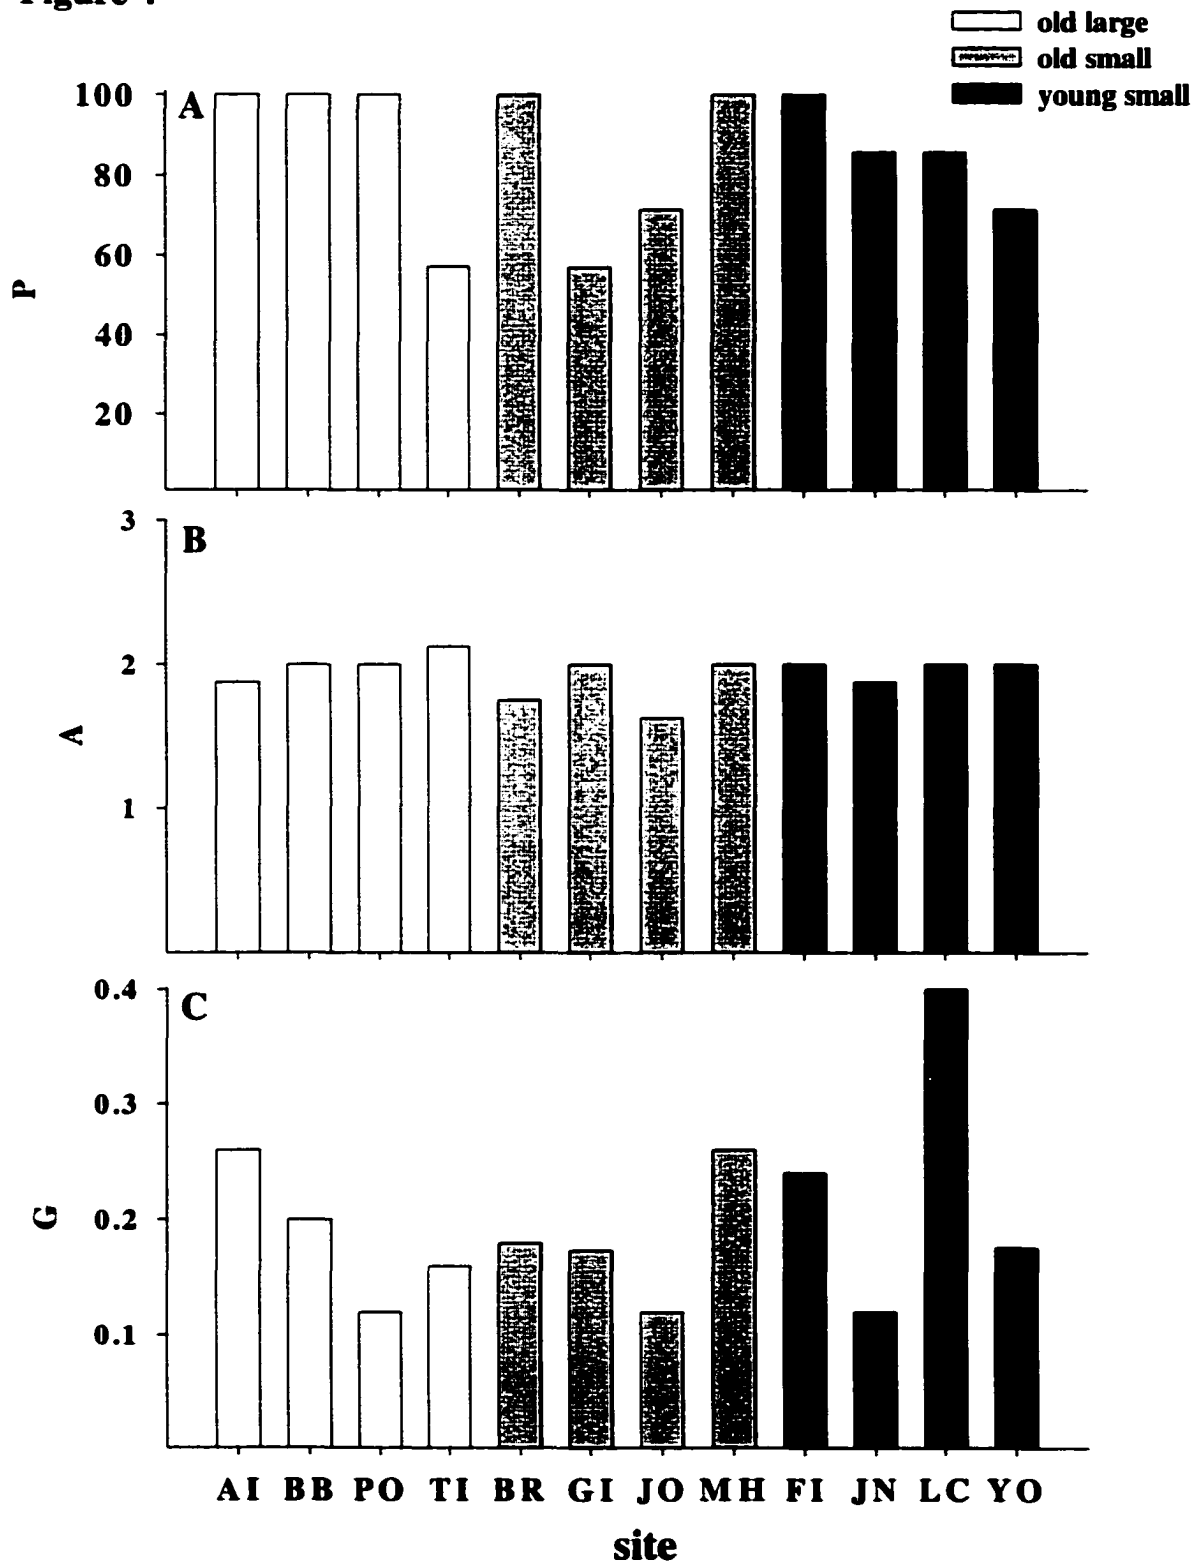 old large
old small
young small
A
100
80
60
40
20
P
B
3
2
1
A
C
0.4
0.3
0.2
0.1
G
AI BB PO TI BR GI JO MH FI JN LC YO
site